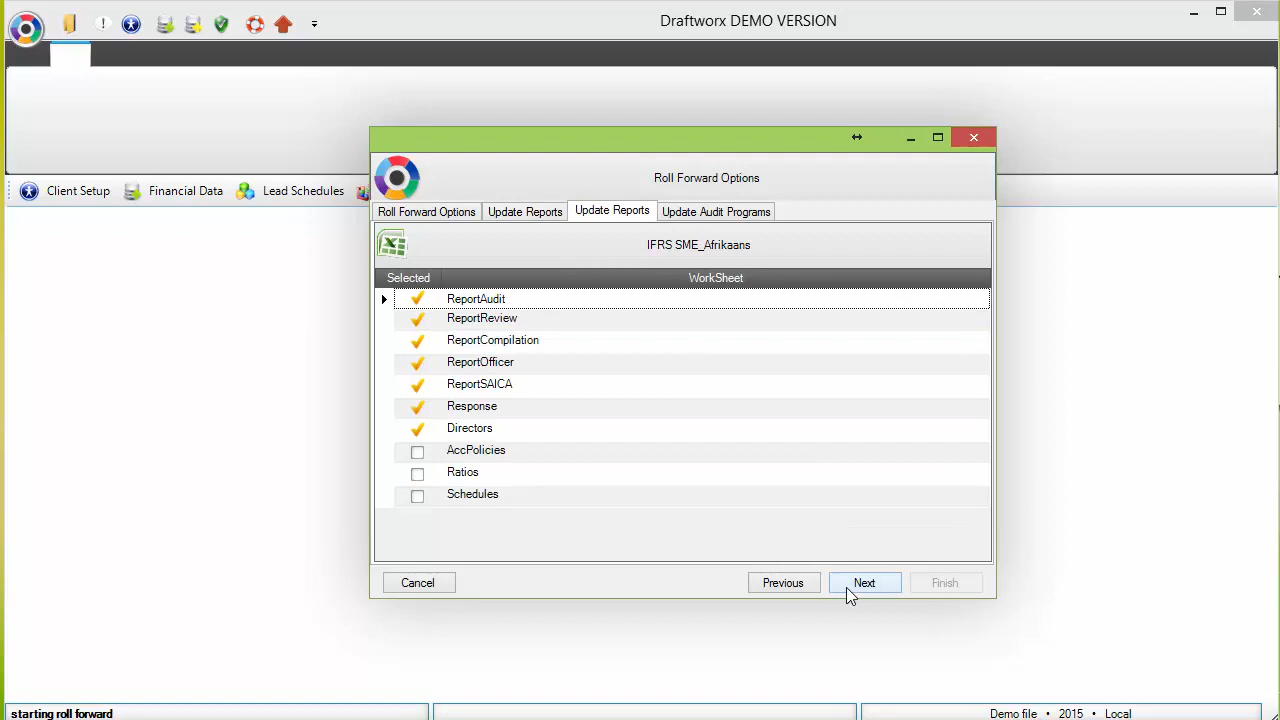 Draftworx DEMO VERSION
Client Setup Financial Data Lead Schedules
Roll Forward Options
Roll Forward Options Update Reports Update Reports Update Audit Programs
IFRS SME_Afrikaans
Selected WorkSheet
ReportAudit
ReportReview
ReportCompilation
ReportOfficer
ReportSAICA
Response
Directors
AccPolicies
Ratios
Schedules
Cancel Previous Next Finish
starting roll forward Demo file • 2015 • Local